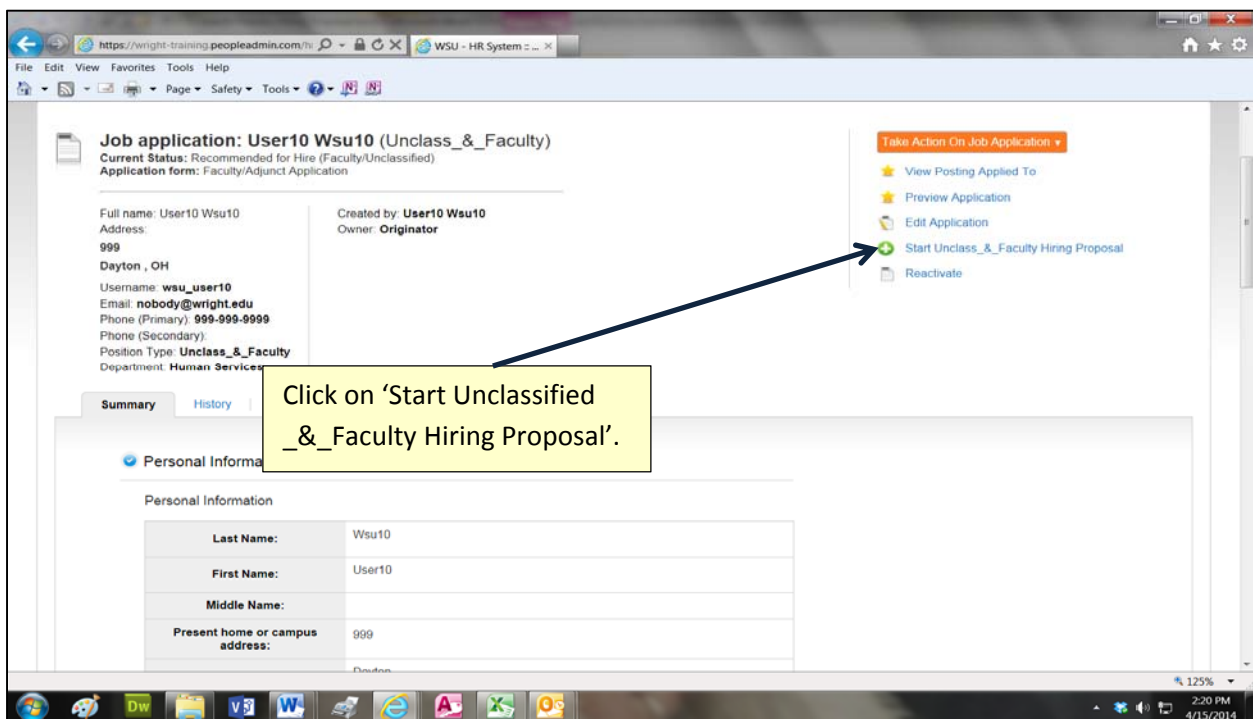 https://wright-training.peopleadmin.com/h
WSU - HR System :: ...
File Edit View Favorites Tools Help
Page Safety Tools
Job application: User10 Wsu10 (Unclass_&_Faculty)
Current Status: Recommended for Hire (Faculty/Unclassified)
Application form: Faculty/Adjunct Application
Take Action On Job Application
View Posting Applied To
Preview Application
Edit Application
Start Unclass_&_Faculty Hiring Proposal
Reactivate
Full name: User10 Wsu10
Address:
999
Dayton , OH
Username: wsu_user10
Email: nobody@wright.edu
Phone (Primary): 999-999-9999
Phone (Secondary):
Position Type: Unclass_&_Faculty
Department: Human Services
Created by: User10 Wsu10
Owner: Originator
Click on ‘Start Unclassified
_&_Faculty Hiring Proposal’.
Summary History
Personal Informa
Personal Information
Last Name: Wsu10
First Name: User10
Middle Name:
Present home or campus
address: 999
Dayton
125%
Dw
2:20 PM
4/15/2014